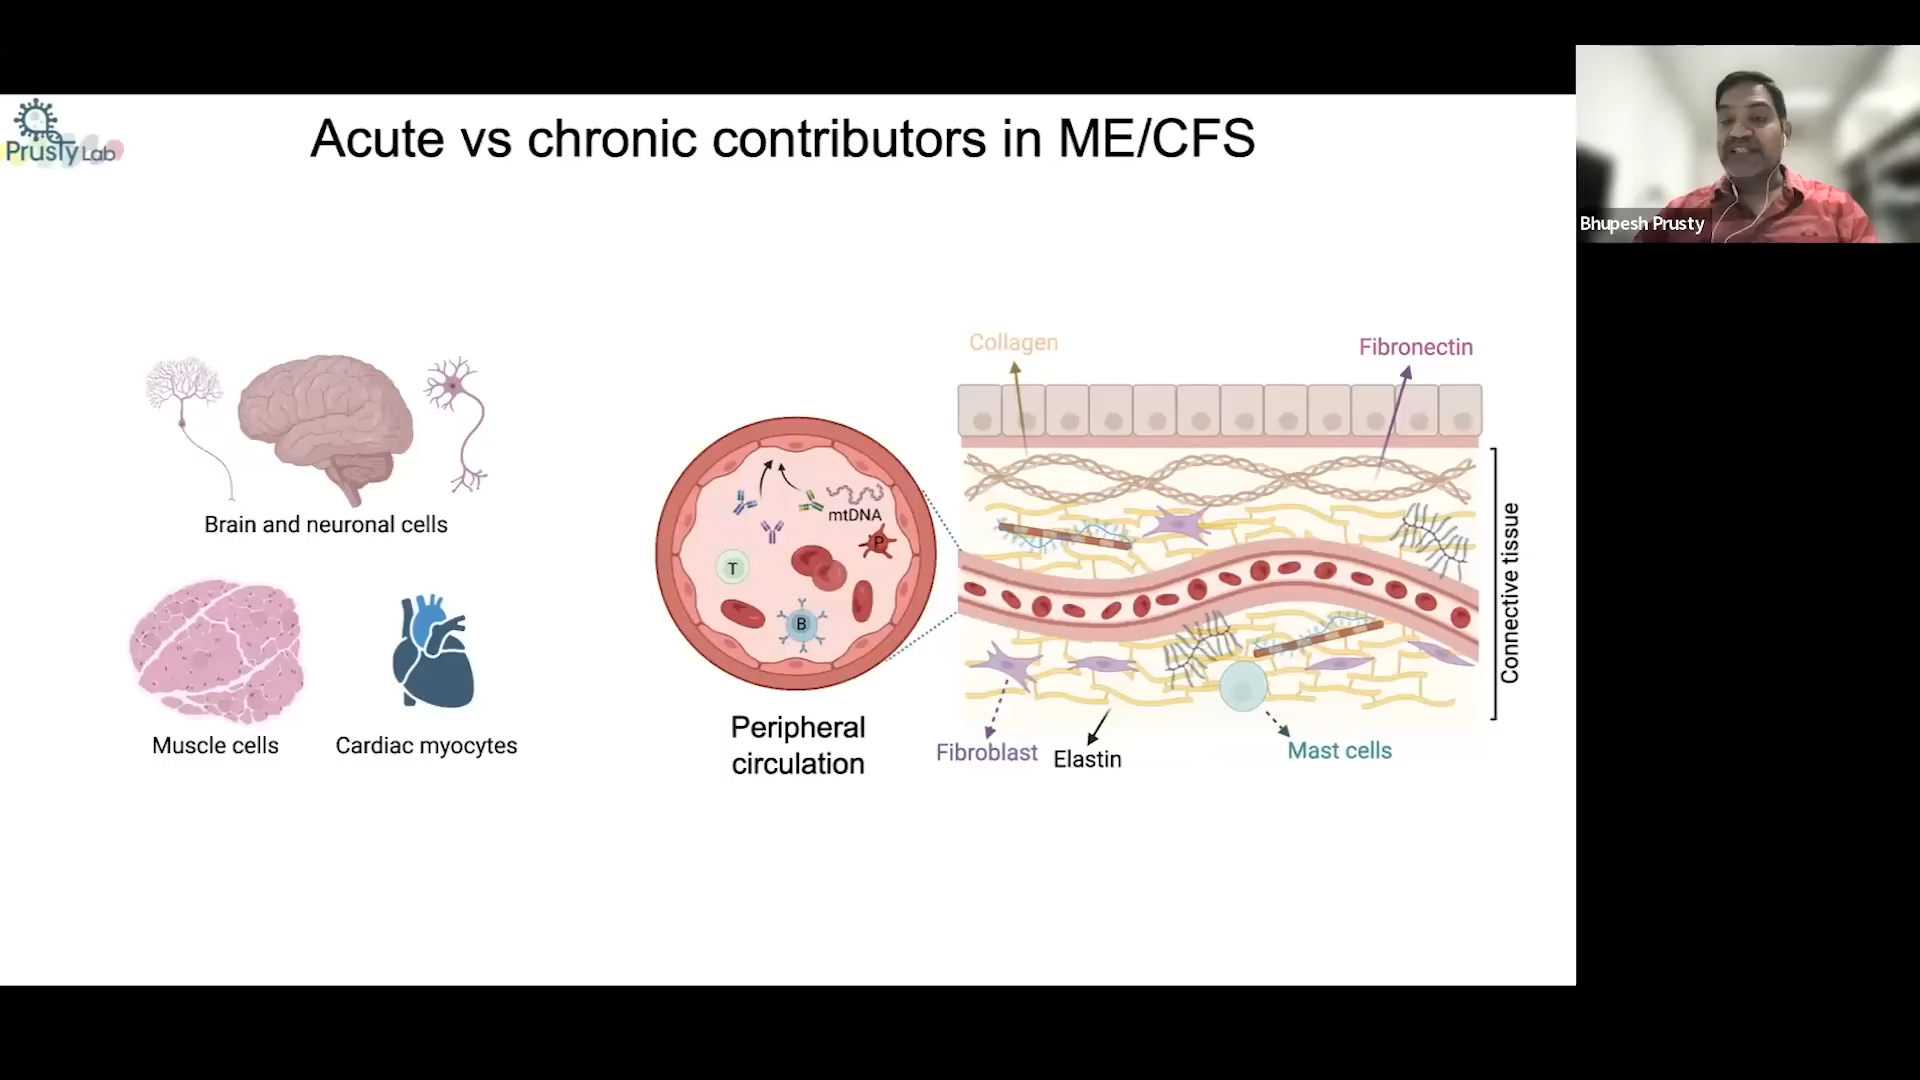 Prusty Lab
Acute vs chronic contributors in ME/CFS
Bhupesh Prusty
Brain and neuronal cells
Muscle cells
Cardiac myocytes
mtDNA
P
T
B
Peripheral
circulation
Collagen
Fibronectin
Connective tissue
Fibroblast
Elastin
Mast cells